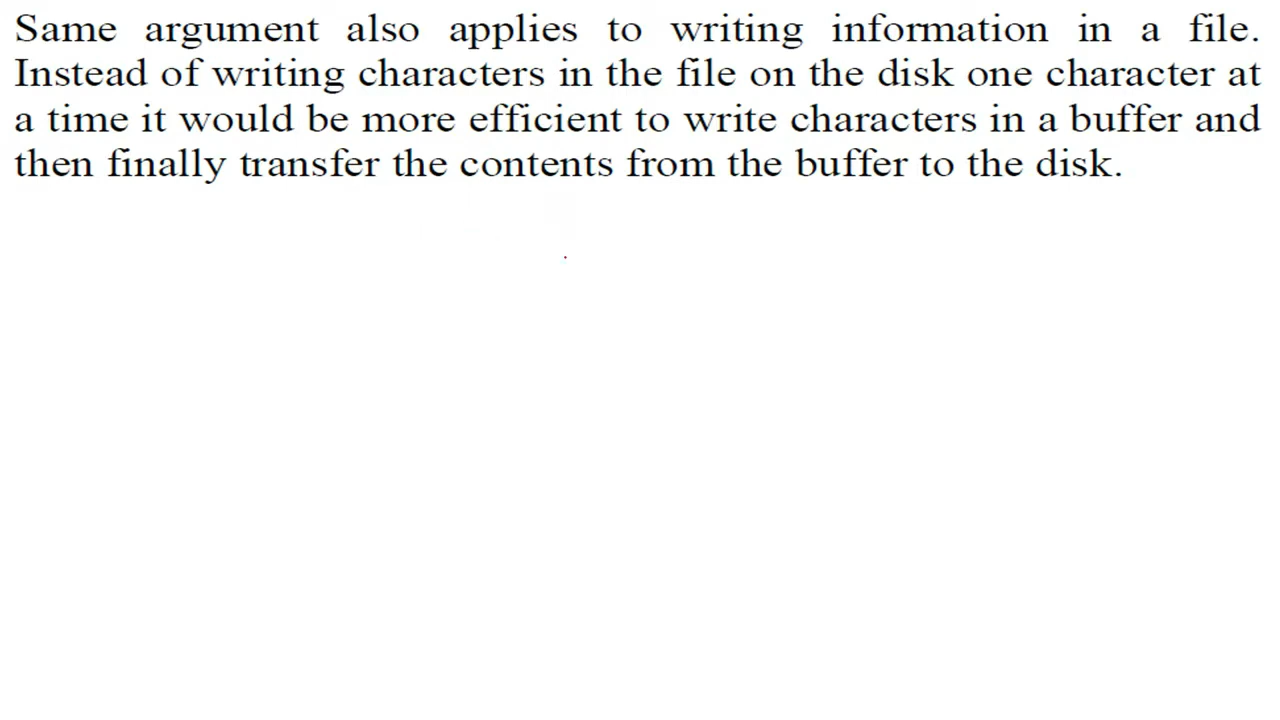 Same argument also applies to writing information in a file.
Instead of writing characters in the file on the disk one character at
a time it would be more efficient to write characters in a buffer and
then finally transfer the contents from the buffer to the disk.